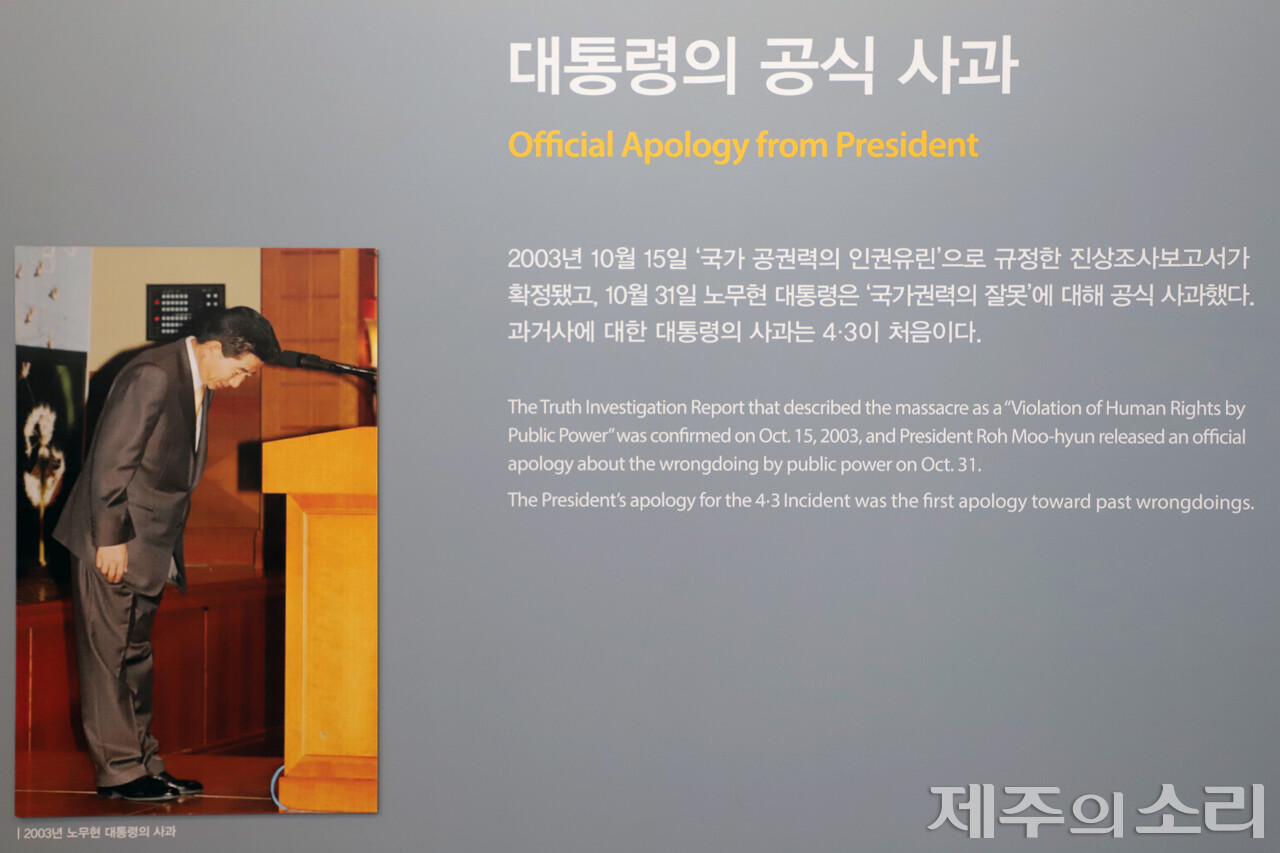 대통령의 공식 사과
Official Apology from President
2003년 10월 15일 ‘국가 공권력의 인권유린’으로 규정한 진상조사보고서가
확정됐고, 10월 31일 노무현 대통령은 ‘국가권력의 잘못’에 대해 공식 사과했다.
과거사에 대한 대통령의 사과는 4·3이 처음이다.
The Truth Investigation Report that described the massacre as a “Violation of Human Rights by
Public Power” was confirmed on Oct. 15, 2003, and President Roh Moo-hyun released an official
apology about the wrongdoing by public power on Oct. 31.
The President’s apology for the 4·3 Incident was the first apology toward past wrongdoings.
| 2003년 노무현 대통령의 사과
제주의소리